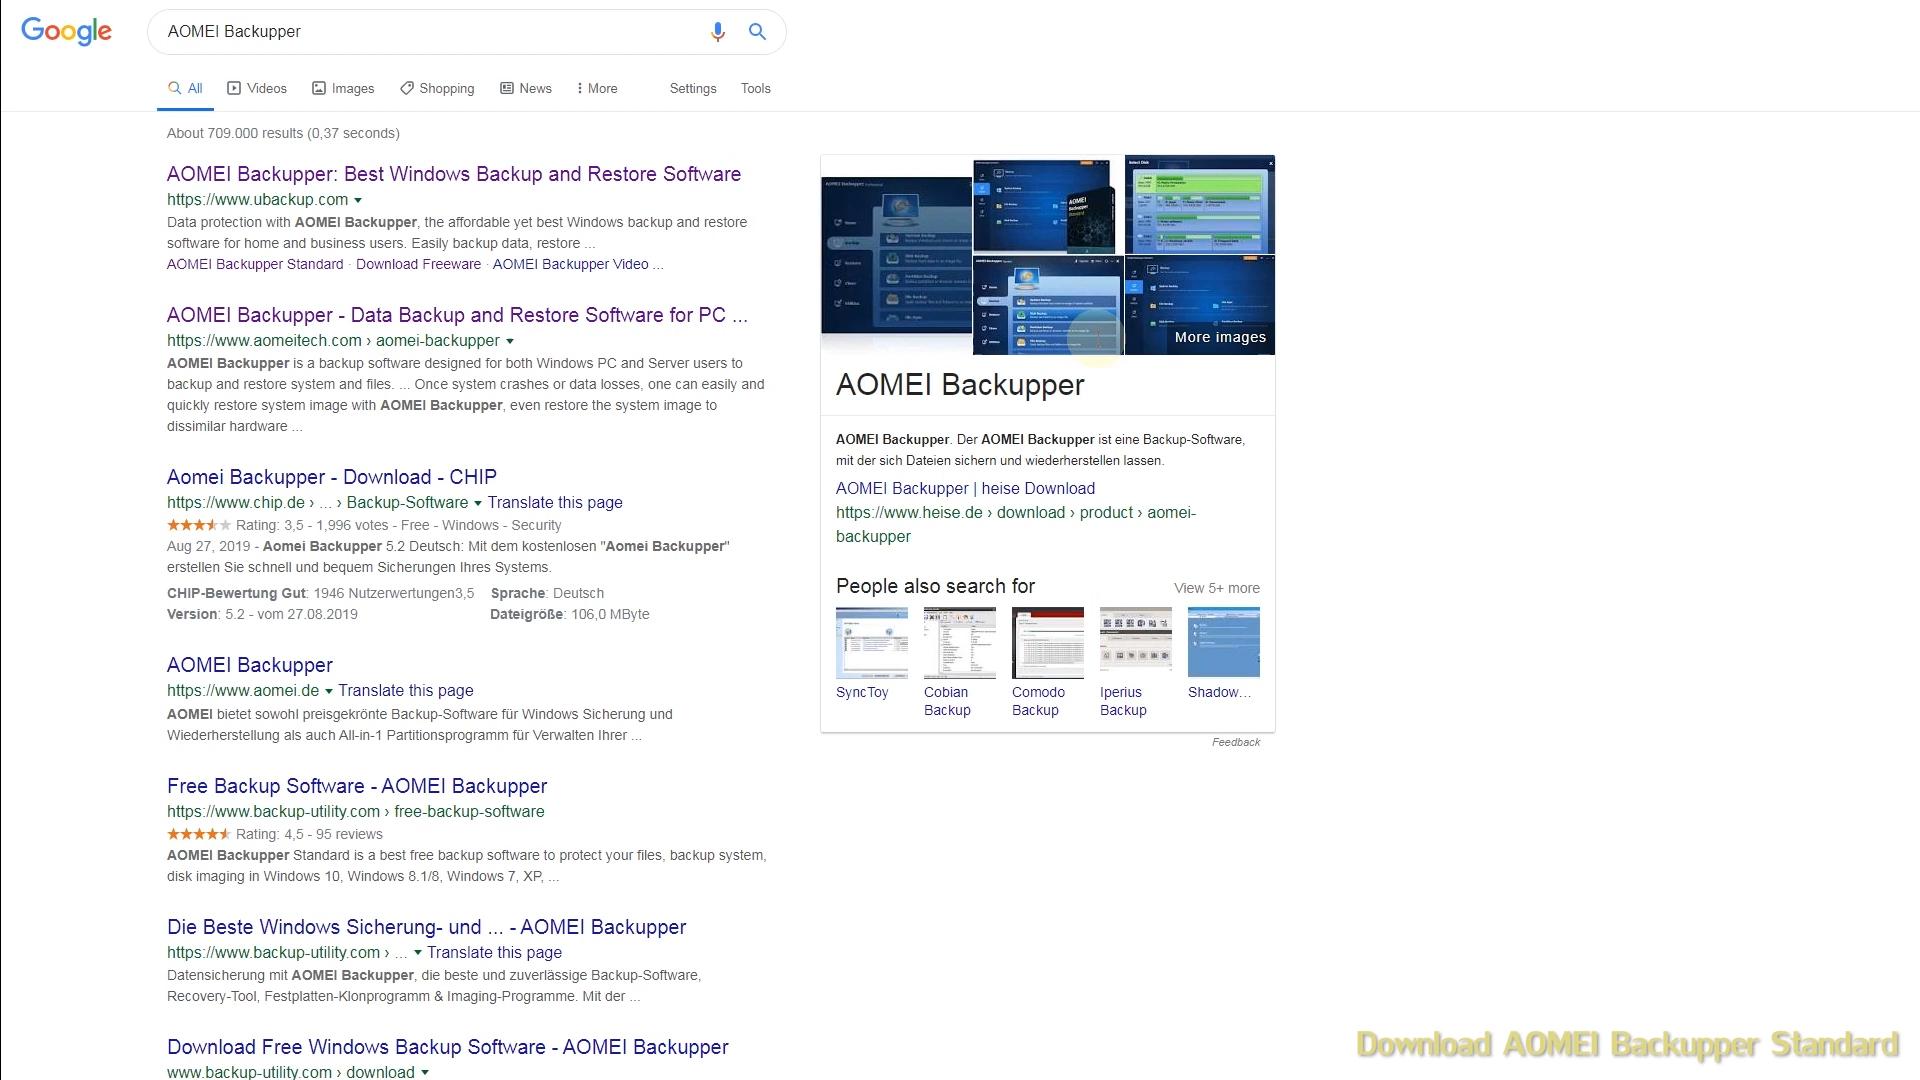 Google
AOMEI Backupper
All Videos Images Shopping News More Settings Tools
About 709.000 results (0,37 seconds)
AOMEI Backupper: Best Windows Backup and Restore Software
https://www.ubackup.com
Data protection with AOMEI Backupper, the affordable yet best Windows backup and restore
software for home and business users. Easily backup data, restore ...
AOMEI Backupper Standard · Download Freeware · AOMEI Backupper Video ...
AOMEI Backupper - Data Backup and Restore Software for PC ...
https://www.aomeitech.com › aomei-backupper
AOMEI Backupper is a backup software designed for both Windows PC and Server users to
backup and restore system and files. ... Once system crashes or data losses, one can easily and
quickly restore system image with AOMEI Backupper, even restore the system image to
dissimilar hardware ...
Aomei Backupper - Download - CHIP
https://www.chip.de › ... › Backup-Software Translate this page
Rating: 3,5 - 1,996 votes - Free - Windows - Security
Aug 27, 2019 - Aomei Backupper 5.2 Deutsch: Mit dem kostenlosen "Aomei Backupper"
erstellen Sie schnell und bequem Sicherungen Ihres Systems.
CHIP-Bewertung Gut: 1946 Nutzerwertungen3,5 Sprache: Deutsch
Version: 5.2 - vom 27.08.2019 Dateigröße: 106,0 MByte
AOMEI Backupper
https://www.aomei.de Translate this page
AOMEI bietet sowohl preisgekrönte Backup-Software für Windows Sicherung und
Wiederherstellung als auch All-in-1 Partitionsprogramm für Verwalten Ihrer ...
Free Backup Software - AOMEI Backupper
https://www.backup-utility.com › free-backup-software
Rating: 4,5 - 95 reviews
AOMEI Backupper Standard is a best free backup software to protect your files, backup system,
disk imaging in Windows 10, Windows 8.1/8, Windows 7, XP, ...
Die Beste Windows Sicherung- und ... - AOMEI Backupper
https://www.backup-utility.com › ... Translate this page
Datensicherung mit AOMEI Backupper, die beste und zuverlässige Backup-Software,
Recovery-Tool, Festplatten-Klonprogramm & Imaging-Programme. Mit der ...
Download Free Windows Backup Software - AOMEI Backupper
www.backup-utility.com › download
More images
AOMEI Backupper
AOMEI Backupper. Der AOMEI Backupper ist eine Backup-Software,
mit der sich Dateien sichern und wiederherstellen lassen.
AOMEI Backupper | heise Download
https://www.heise.de › download › product › aomei-
backupper
People also search for View 5+ more
SyncToy
Cobian
Backup
Comodo
Backup
Iperius
Backup
Shadow...
Feedback
Download AOMEI Backupper Standard